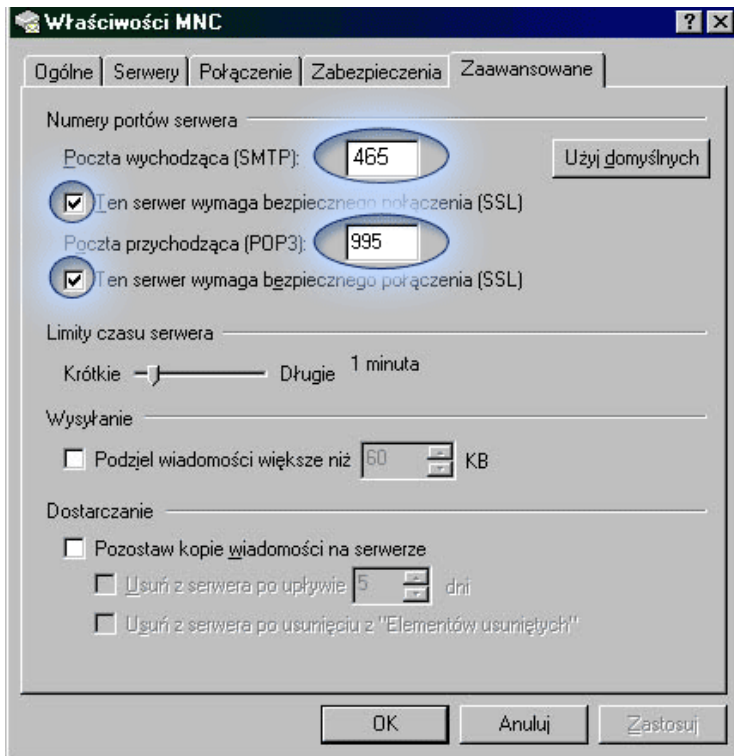 Właściwości MNC
Ogólne Serwery Połączenie Zabezpieczenia Zaawansowane
Numery portów serwera
Poczta wychodząca (SMTP): 465 Użyj domyślnych
Ten serwer wymaga bezpiecznego połączenia (SSL)
Poczta przychodząca (POP3): 995
Ten serwer wymaga bezpiecznego połączenia (SSL)
Limity czasu serwera
Krótkie Długie 1 minuta
Wysyłanie
Podziel wiadomości większe niż 60 KB
Dostarczanie
Pozostaw kopie wiadomości na serwerze
Usuń z serwera po upływie 5 dni
Usuń z serwera po usunięciu z "Elementów usuniętych"
OK Anuluj Zastosuj